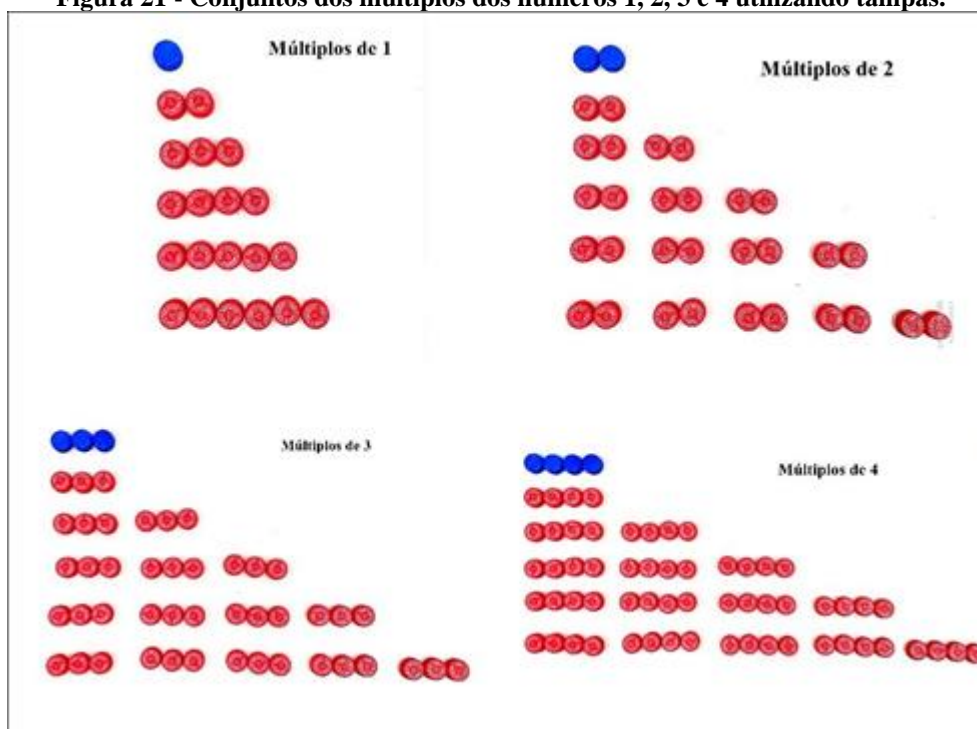 Figura 21 - Conjuntos dos múltiplos dos números 1, 2, 3 e 4 utilizando tampas.
Múltiplos de 1
Múltiplos de 2
Múltiplos de 3
Múltiplos de 4